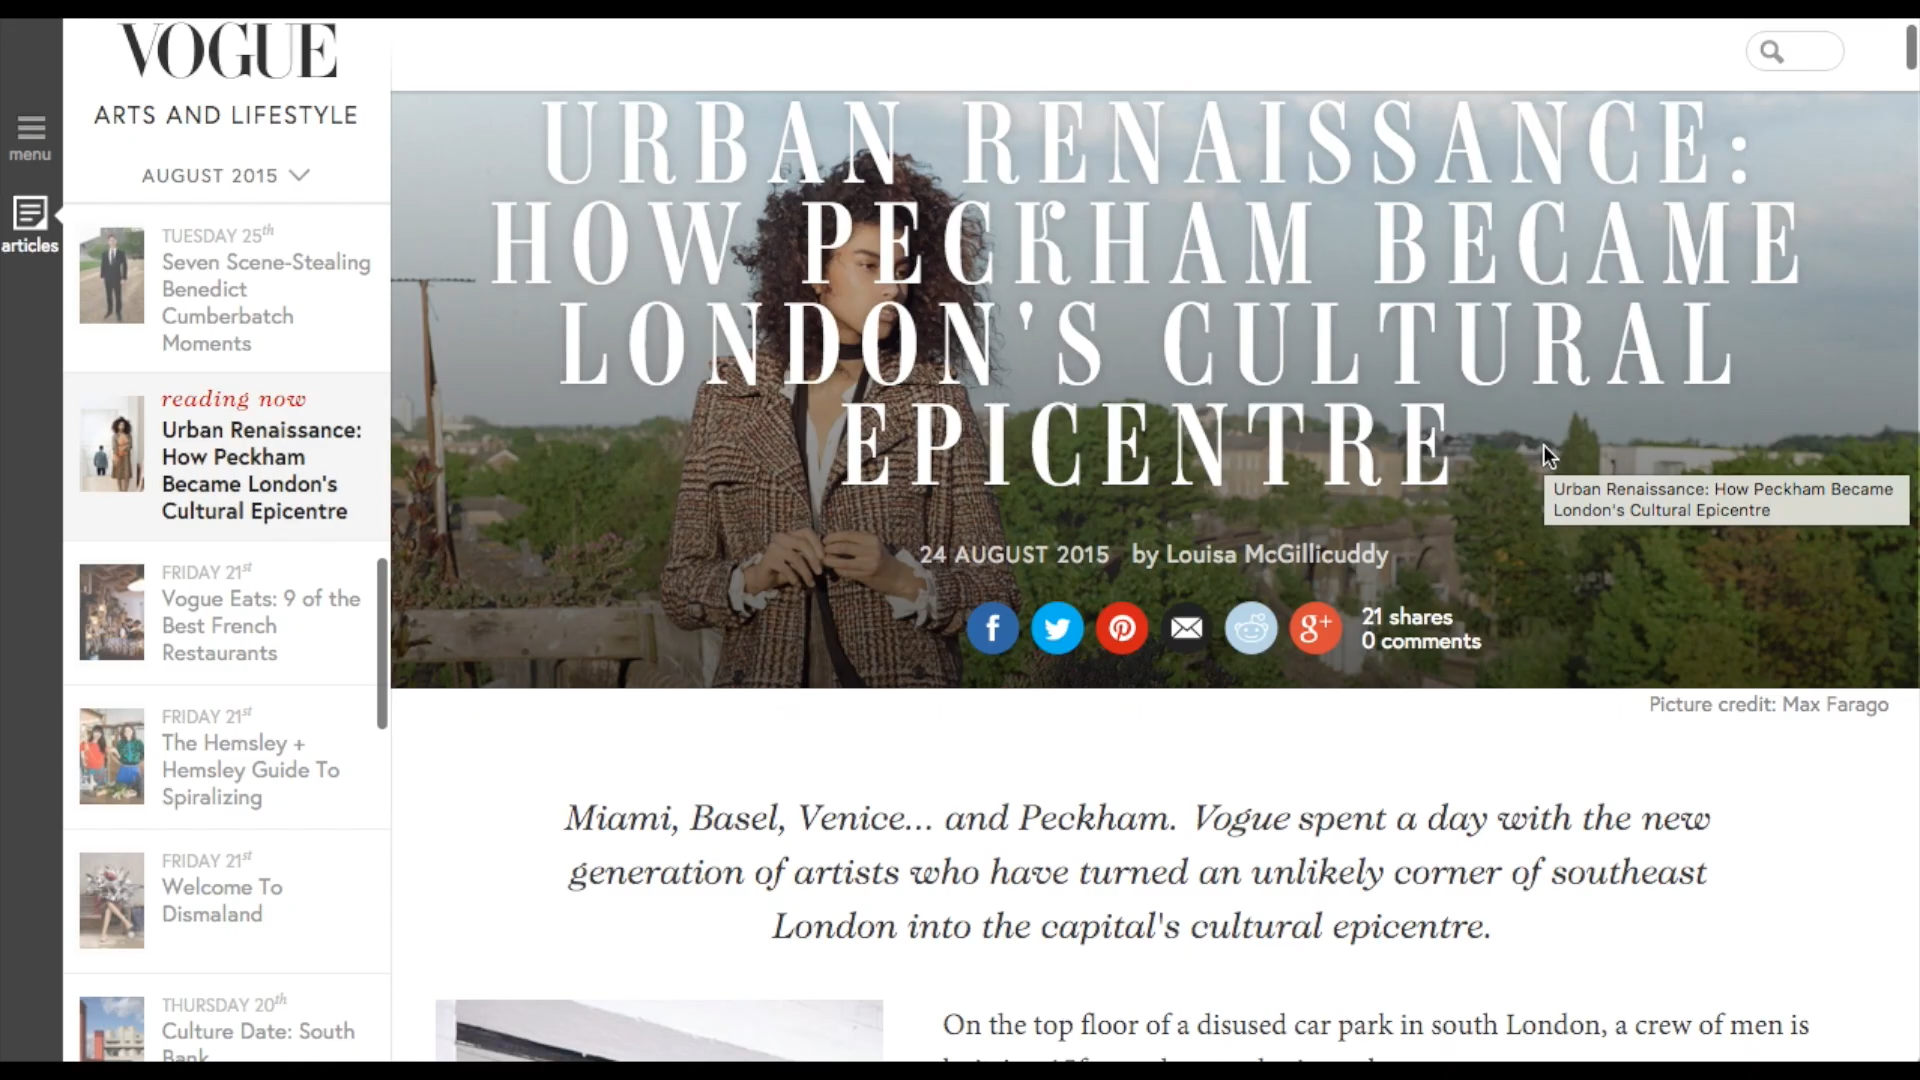 VOGUE
ARTS AND LIFESTYLE
AUGUST 2015
menu
articles
TUESDAY 25th
Seven Scene-Stealing
Benedict
Cumberbatch
Moments
reading now
Urban Renaissance:
How Peckham
Became London's
Cultural Epicentre
FRIDAY 21st
Vogue Eats: 9 of the
Best French
Restaurants
FRIDAY 21st
The Hemsley +
Hemsley Guide To
Spiralizing
FRIDAY 21st
Welcome To
Dismaland
THURSDAY 20th
Culture Date: South
Bank
URBAN RENAISSANCE:
HOW PECKHAM BECAME
LONDON'S CULTURAL
EPICENTRE
Urban Renaissance: How Peckham Became
London's Cultural Epicentre
24 AUGUST 2015 by Louisa McGillicuddy
f
g+
21 shares
0 comments
Picture credit: Max Farago
Miami, Basel, Venice... and Peckham. Vogue spent a day with the new
generation of artists who have turned an unlikely corner of southeast
London into the capital's cultural epicentre.
On the top floor of a disused car park in south London, a crew of men is